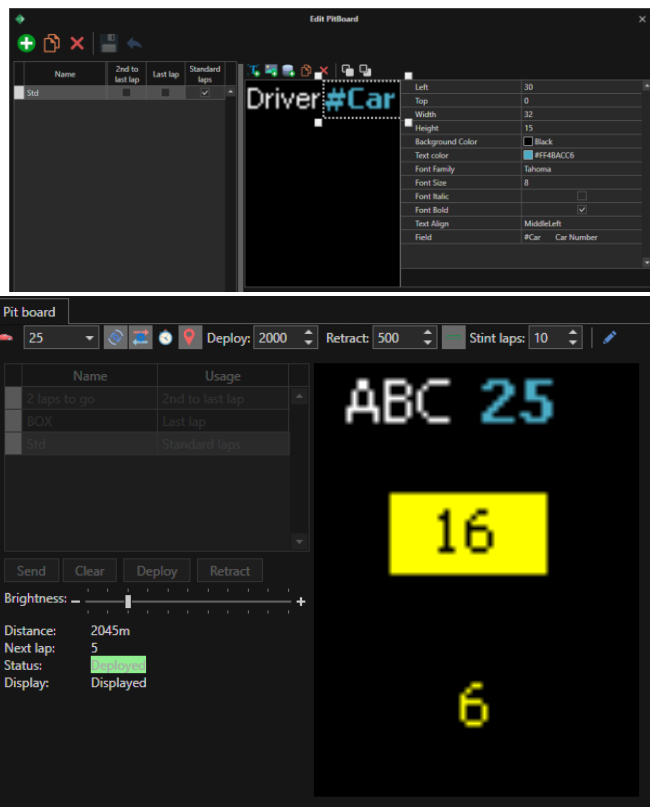 Edit PitBoard
Name 2nd to last lap Last lap Standard laps
Std
Driver #Car
Left 30
Top 0
Width 32
Height 15
Background Color Black
Text color #FF4BACC6
Font Family Tahoma
Font Size 8
Font Italic
Font Bold
Text Align MiddleLeft
Field #Car Car Number
Pit board
25 Deploy: 2000 Retract: 500 Stint laps: 10
Name Usage
2 laps to go 2nd to last lap
BOX Last lap
Std Standard laps
Send Clear Deploy Retract
Brightness:
Distance: 2045m
Next lap: 5
Status: Deployed
Display: Displayed
ABC 25
16
6